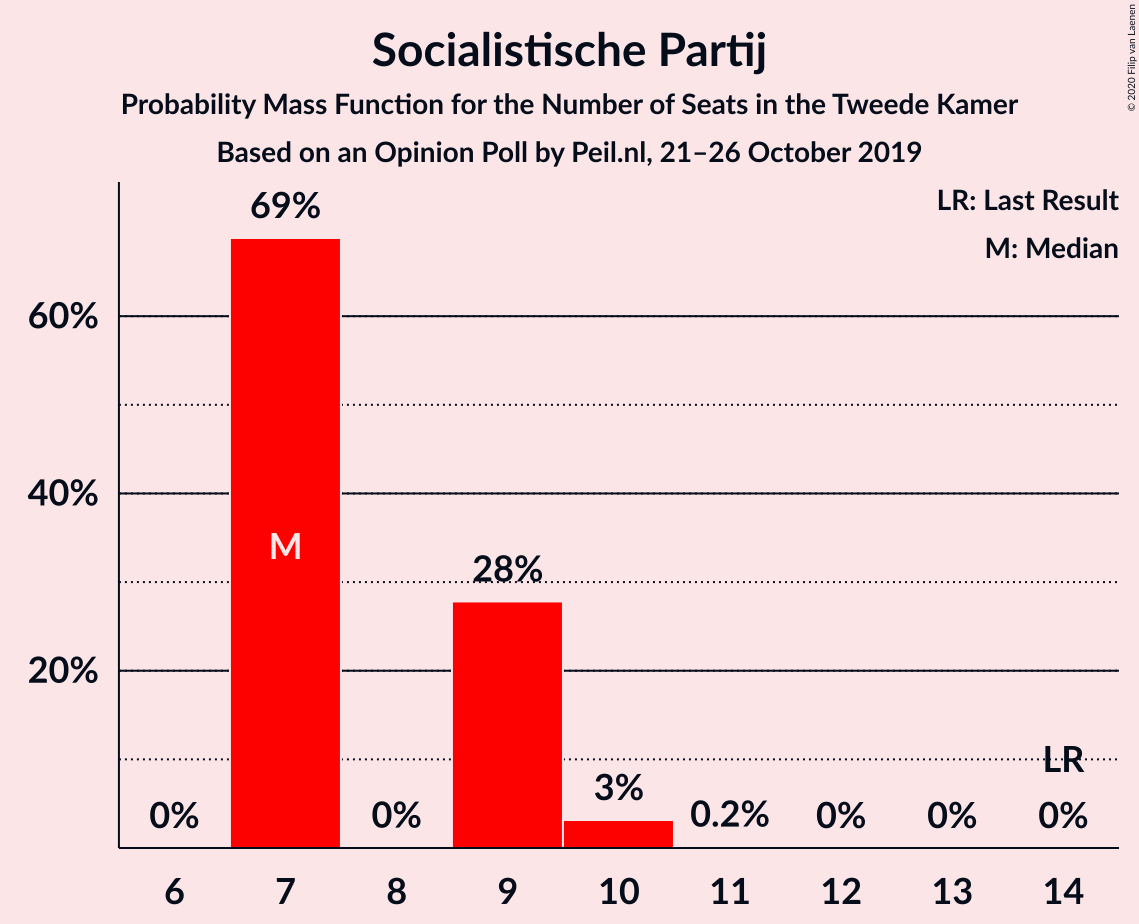 Socialistische Partij
Probability Mass Function for the Number of Seats in the Tweede Kamer
Based on an Opinion Poll by Peil.nl, 21–26 October 2019
© 2020 Filip van Laenen
LR: Last Result
M: Median
69%
60%
40%
M
28%
20%
LR
0%
0%
3%
0.2%
0%
0%
0%
6 7 8 9 10 11 12 13 14